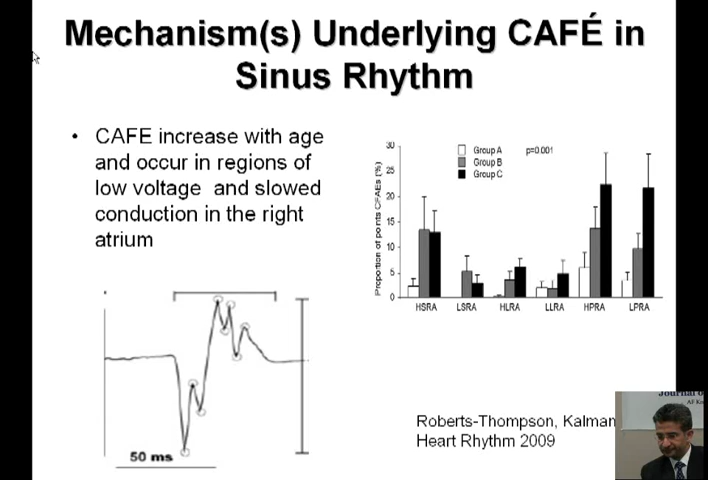 Mechanism(s) Underlying CAFÉ in
Sinus Rhythm
• CAFE increase with age
and occur in regions of
low voltage and slowed
conduction in the right
atrium
Proportion of points CFAEs (%)
30
25
20
15
10
5
0
Group A p=0.001
Group B
Group C
HSRA LSRA HLRA LLRA HPRA LPRA
50 ms
Roberts-Thompson, Kalman
Heart Rhythm 2009
Journal o